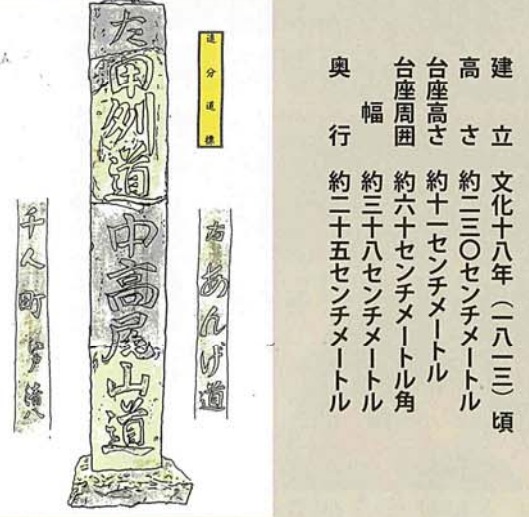 建立 文化十八年(一八一三)頃
高さ 約二三〇センチメートル
台座高さ 約十一センチメートル
台座周囲 約六十センチメートル角
幅 約三十八センチメートル
奥行 約二十五センチメートル
追分道標
右 あんげ道
左 甲州道中高尾山道
千人町